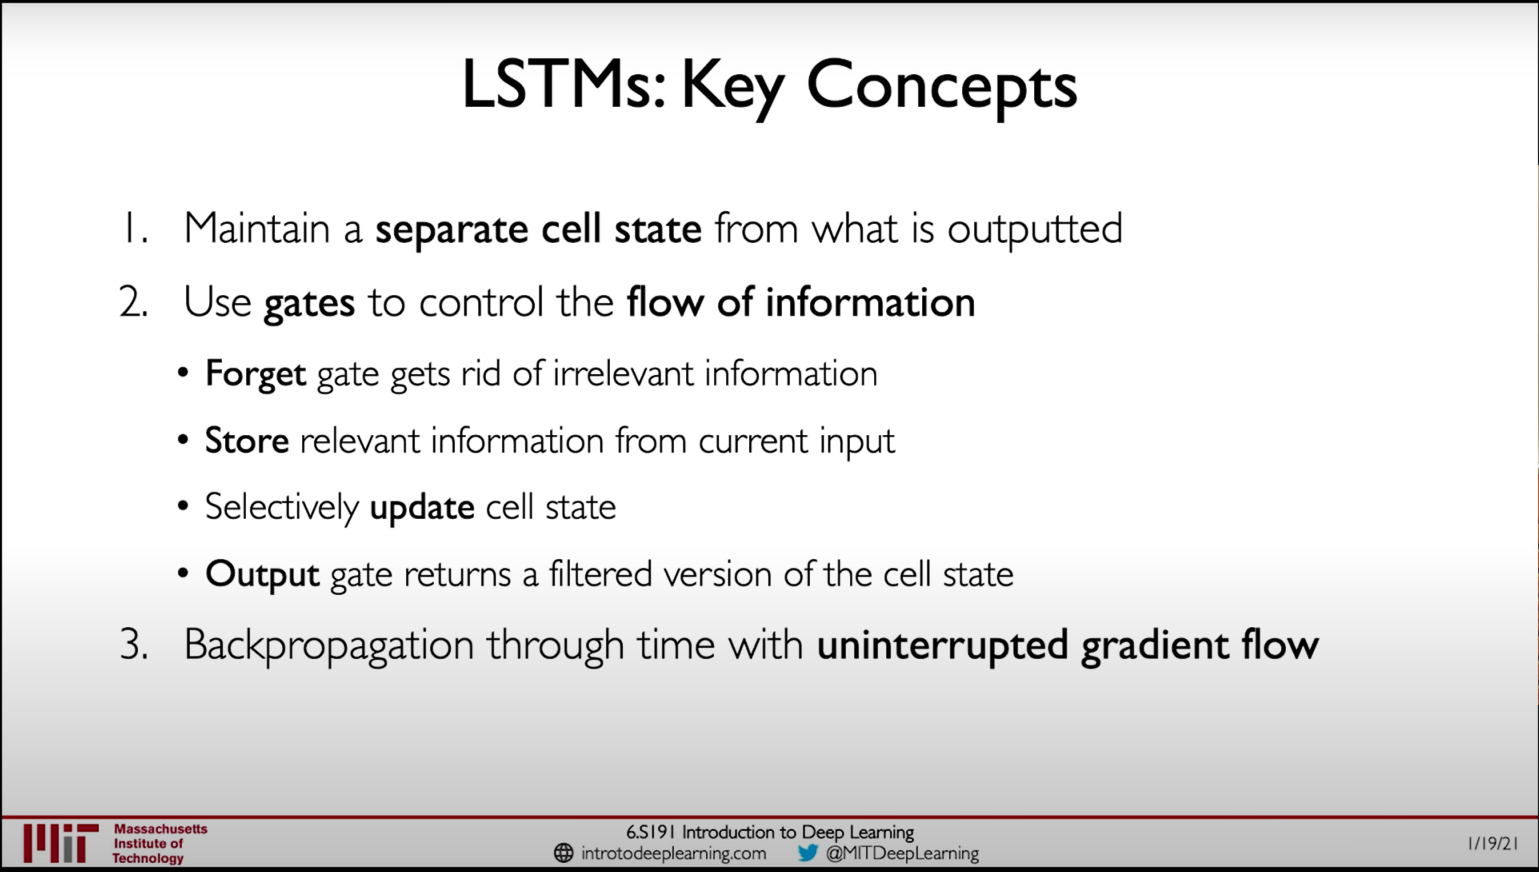 LSTMs: Key Concepts
1. Maintain a separate cell state from what is outputted
2. Use gates to control the flow of information
• Forget gate gets rid of irrelevant information
• Store relevant information from current input
• Selectively update cell state
• Output gate returns a filtered version of the cell state
3. Backpropagation through time with uninterrupted gradient flow
MIT
Massachusetts
Institute of
Technology
6.S191 Introduction to Deep Learning
introtodeeplearning.com @MITDeepLearning
1/19/21